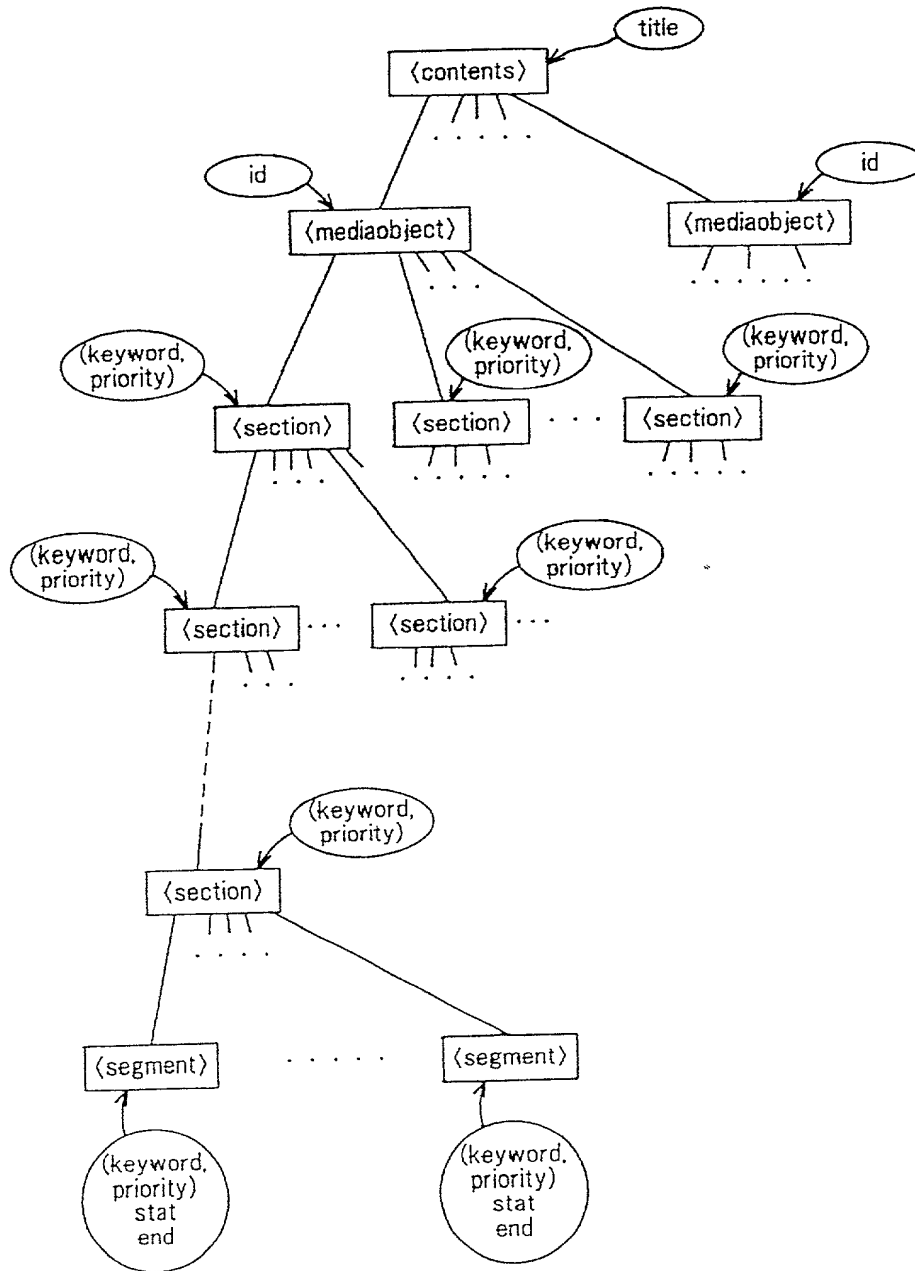 title
〈contents〉
id
id
〈mediaobject〉
〈mediaobject〉
(keyword,
priority)
(keyword,
priority)
(keyword,
priority)
〈section〉
〈section〉
〈section〉
(keyword,
priority)
(keyword,
priority)
〈section〉
〈section〉
(keyword,
priority)
〈section〉
〈segment〉
〈segment〉
(keyword,
priority)
stat
end
(keyword,
priority)
stat
end